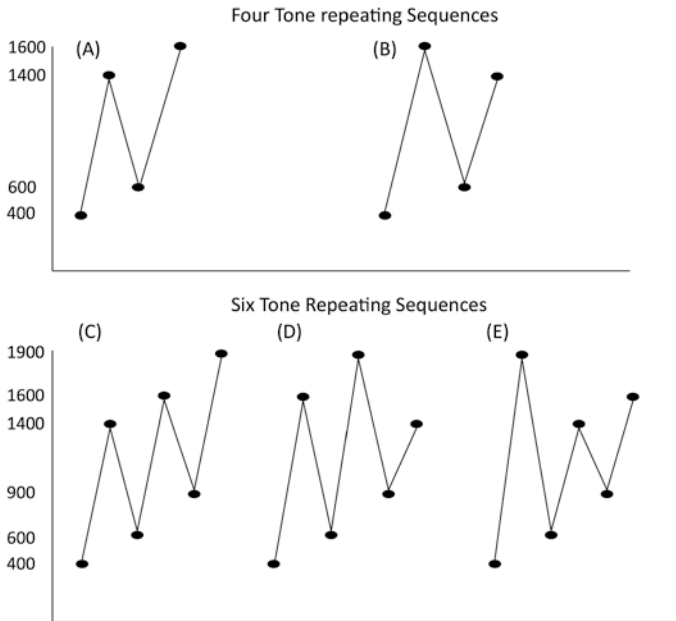 Four Tone repeating Sequences
1600 (A) (B)
1400
600
400
Six Tone Repeating Sequences
(C) (D) (E)
1900
1600
1400
900
600
400